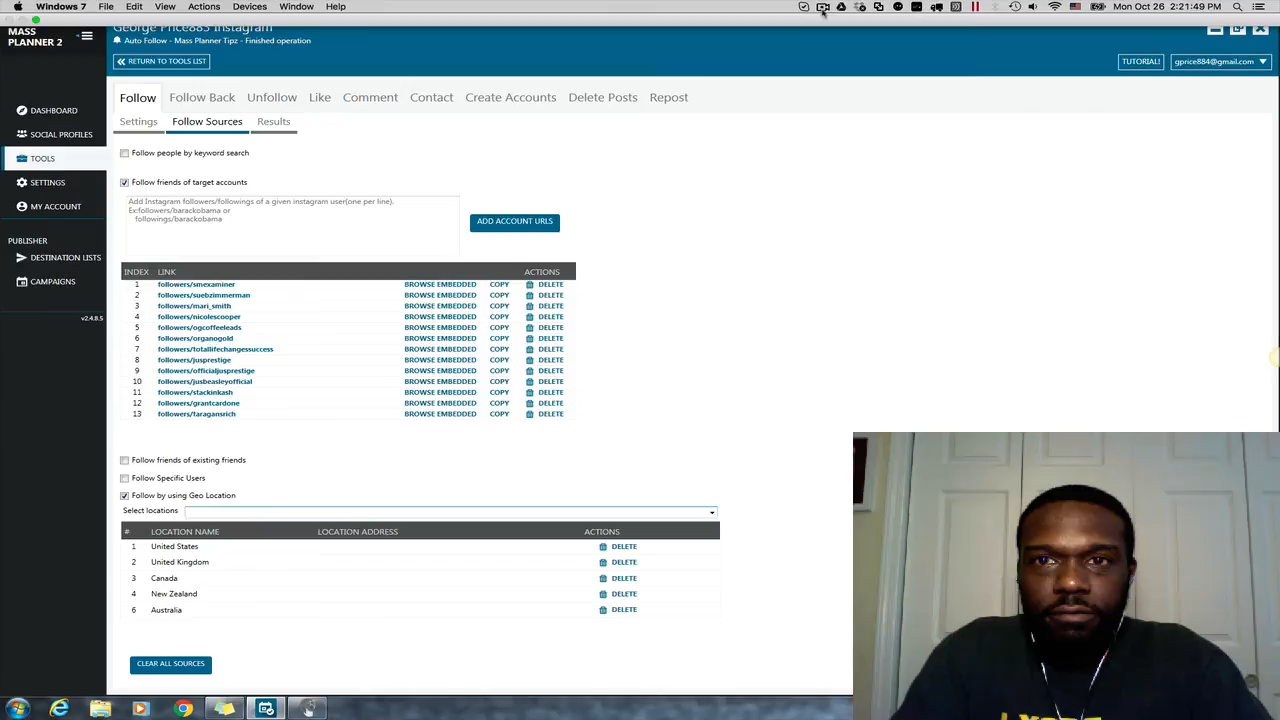 Windows 7 File Edit View Actions Devices Window Help
Mon Oct 26 2:21:49 PM
MASS
PLANNER 2
George Price885 Instagram
Auto Follow - Mass Planner Tipz - Finished operation
RETURN TO TOOLS LIST
TUTORIAL!
gprice884@gmail.com
DASHBOARD
SOCIAL PROFILES
TOOLS
SETTINGS
MY ACCOUNT
PUBLISHER
DESTINATION LISTS
CAMPAIGNS
v2.4.8.5
Follow Follow Back Unfollow Like Comment Contact Create Accounts Delete Posts Repost
Settings Follow Sources Results
Follow people by keyword search
Follow friends of target accounts
Add Instagram followers/followings of a given instagram user(one per line).
Ex:followers/barackobama or
followings/barackobama
ADD ACCOUNT URLS
INDEX LINK ACTIONS
1 followers/smexaminer BROWSE EMBEDDED COPY DELETE
2 followers/suebzimmerman BROWSE EMBEDDED COPY DELETE
3 followers/mari_smith BROWSE EMBEDDED COPY DELETE
4 followers/nicolescooper BROWSE EMBEDDED COPY DELETE
5 followers/ogcoffeeleads BROWSE EMBEDDED COPY DELETE
6 followers/organogold BROWSE EMBEDDED COPY DELETE
7 followers/totallifechangessuccess BROWSE EMBEDDED COPY DELETE
8 followers/jusprestige BROWSE EMBEDDED COPY DELETE
9 followers/officialjusprestige BROWSE EMBEDDED COPY DELETE
10 followers/jusbeasleyofficial BROWSE EMBEDDED COPY DELETE
11 followers/stackinkash BROWSE EMBEDDED COPY DELETE
12 followers/grantcardone BROWSE EMBEDDED COPY DELETE
13 followers/taragansrich BROWSE EMBEDDED COPY DELETE
Follow friends of existing friends
Follow Specific Users
Follow by using Geo Location
Select locations
# LOCATION NAME LOCATION ADDRESS ACTIONS
1 United States DELETE
2 United Kingdom DELETE
3 Canada DELETE
4 New Zealand DELETE
6 Australia DELETE
CLEAR ALL SOURCES